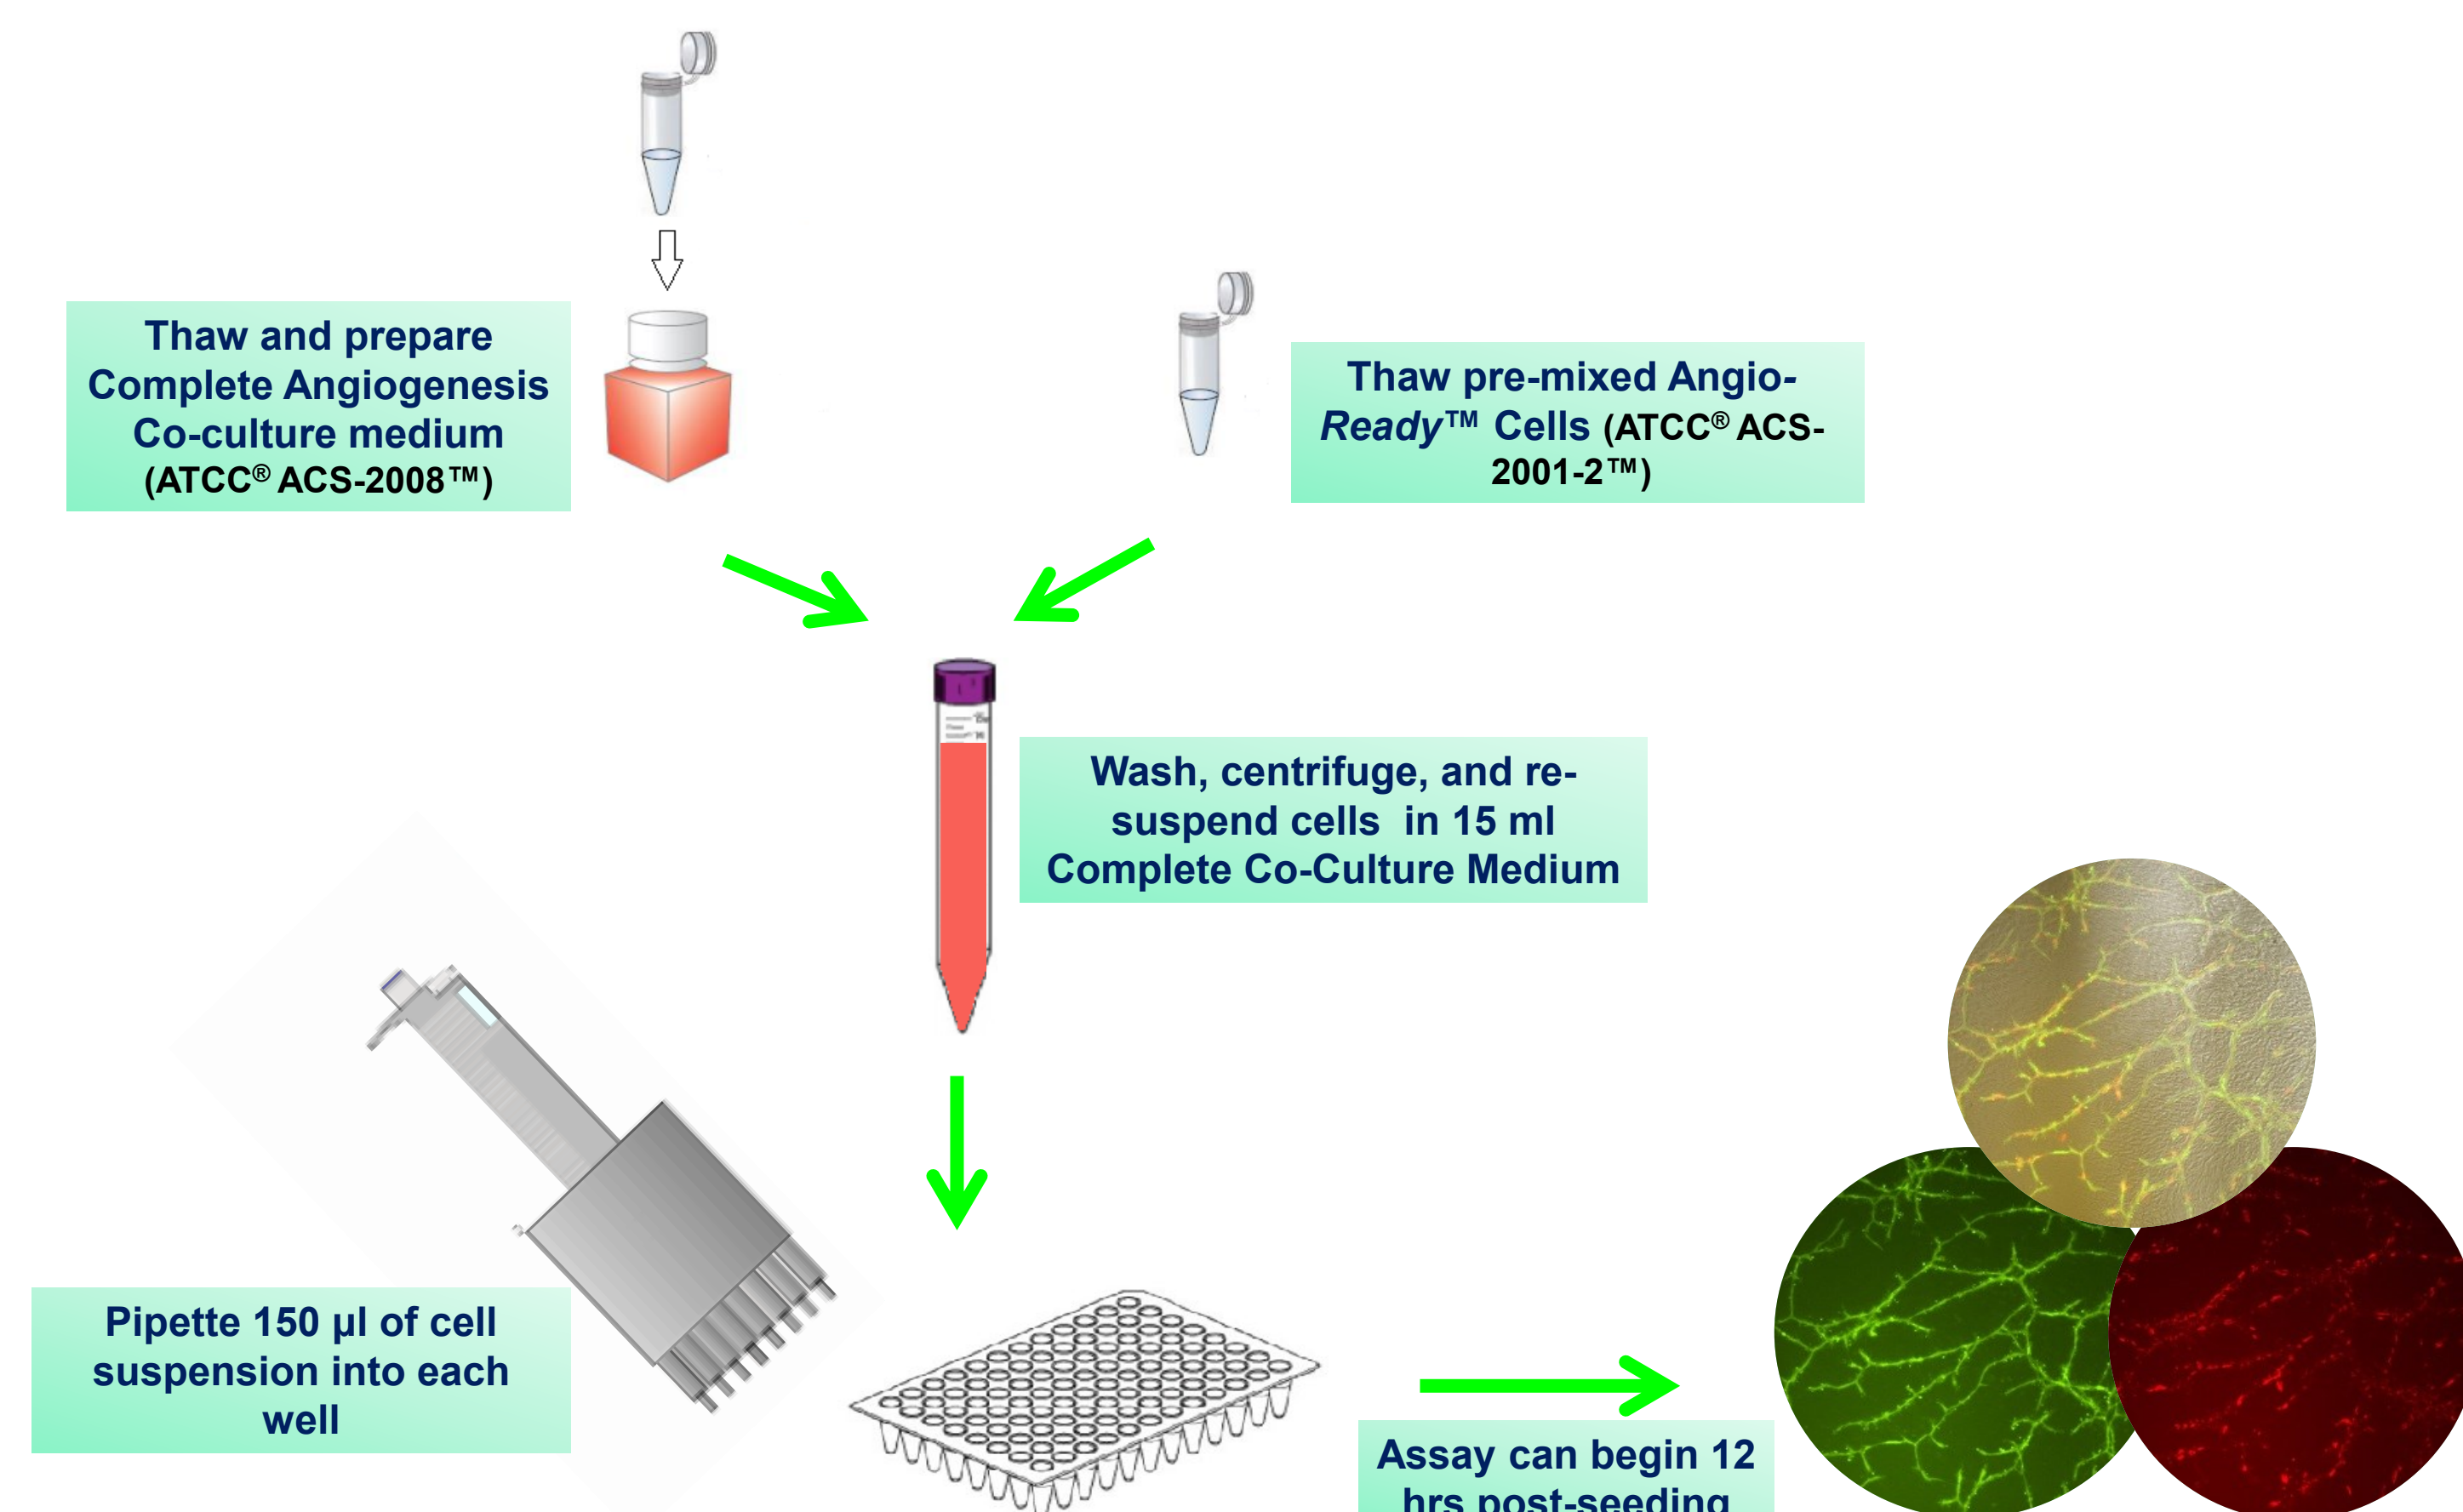 Thaw and prepare
Complete Angiogenesis
Co-culture medium
(ATCC® ACS-2008™)
Thaw pre-mixed Angio-
Ready™ Cells (ATCC® ACS-
2001-2™)
Wash, centrifuge, and re-
suspend cells in 15 ml
Complete Co-Culture Medium
Pipette 150 µl of cell
suspension into each
well
Assay can begin 12
hrs post-seeding